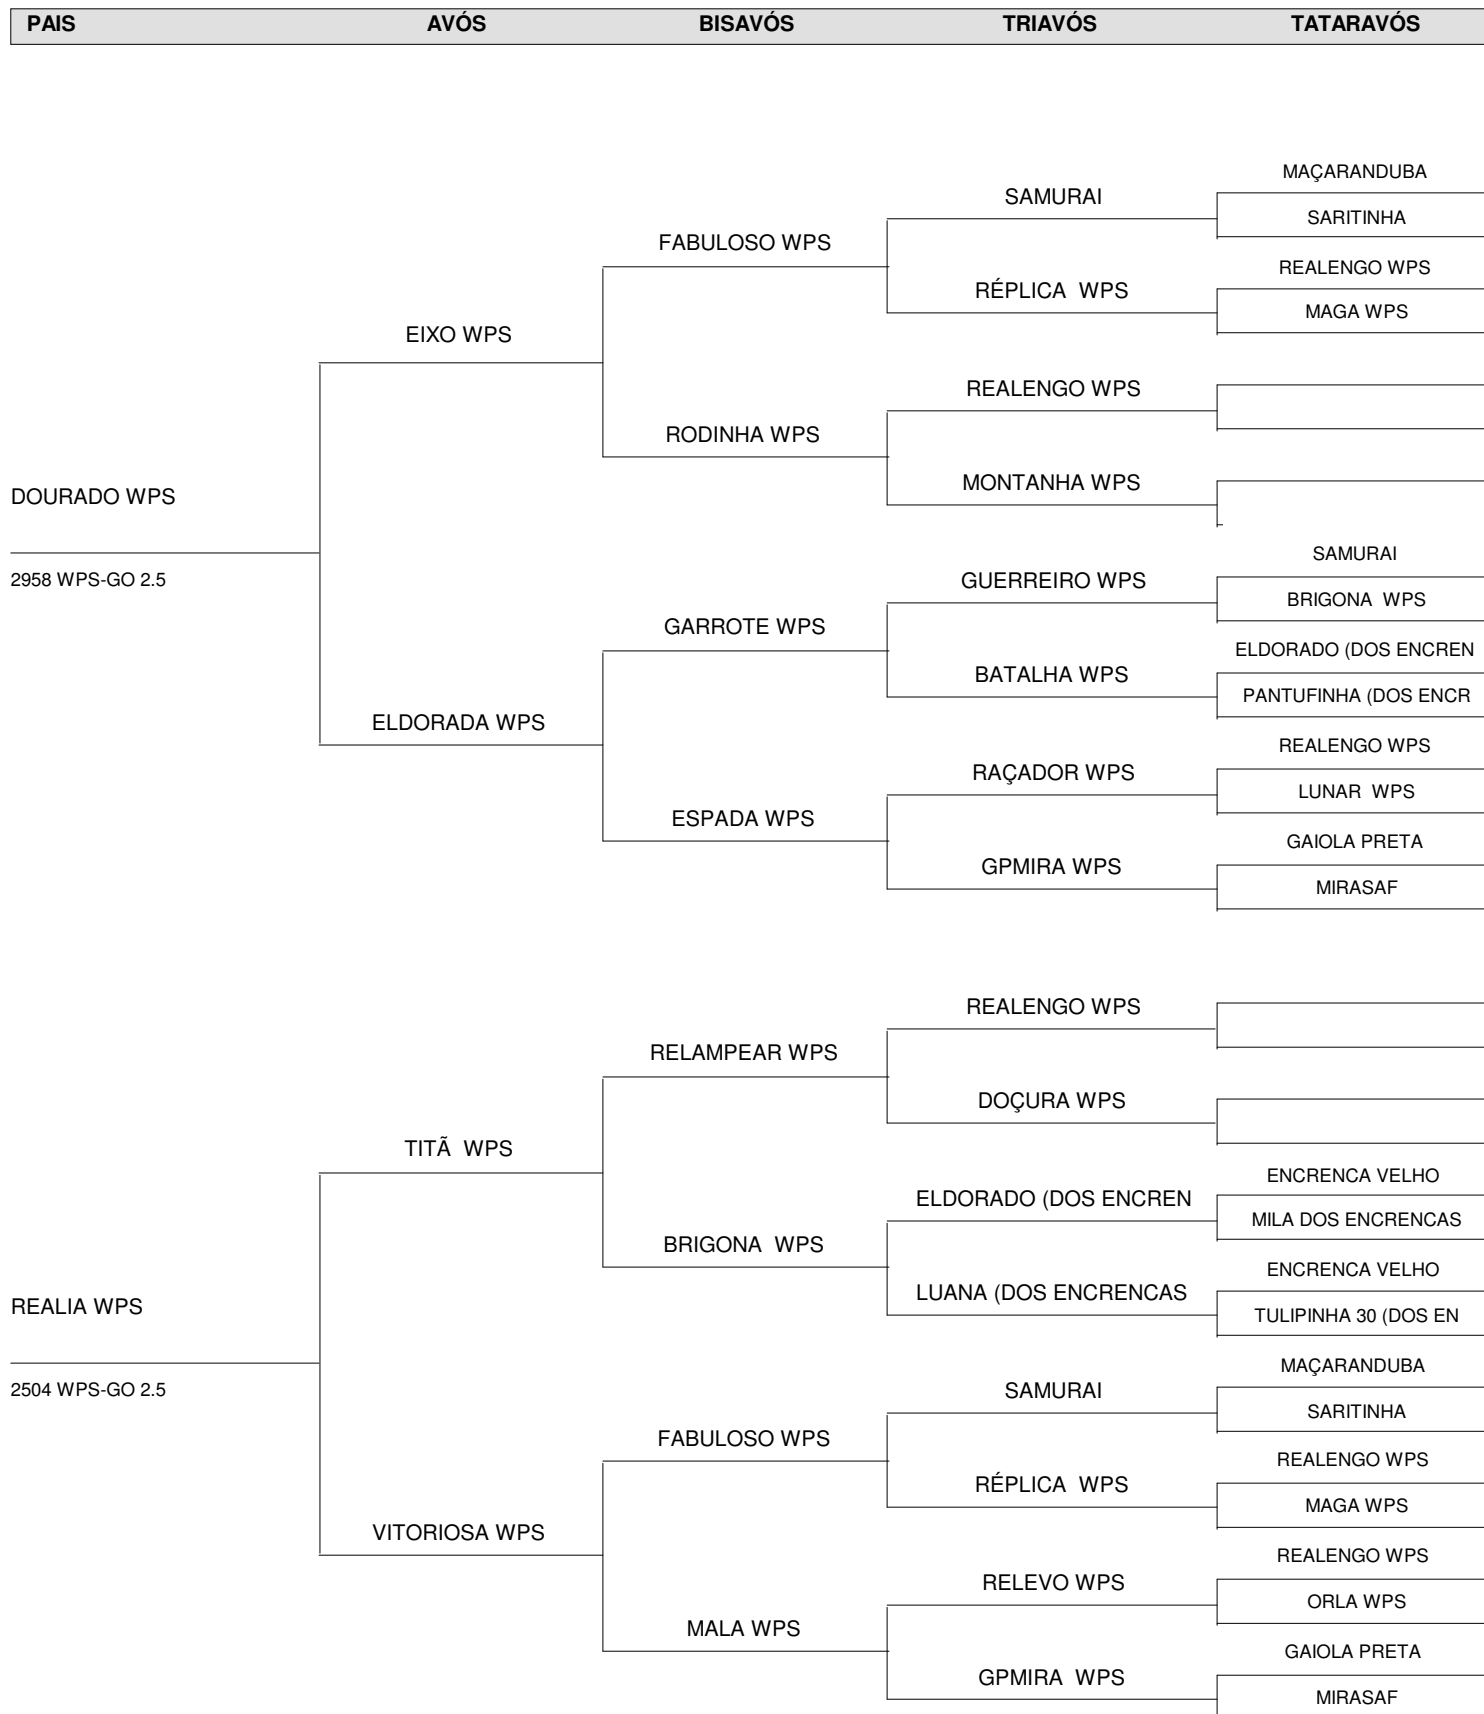 PAIS AVÓS BISAVÓS TRIAVÓS TATARAVÓS
MAÇARANDUBA
SAMURAI
SARITINHA
FABULOSO WPS
REALENGO WPS
RÉPLICA WPS
MAGA WPS
EIXO WPS
REALENGO WPS
RODINHA WPS
MONTANHA WPS
DOURADO WPS
SAMURAI
2958 WPS-GO 2.5
GUERREIRO WPS
BRIGONA WPS
GARROTE WPS
ELDORADO (DOS ENCREN
BATALHA WPS
PANTUFINHA (DOS ENCR
ELDORADA WPS
REALENGO WPS
RAÇADOR WPS
LUNAR WPS
ESPADA WPS
GAIOLA PRETA
GPMIRA WPS
MIRASAF
REALENGO WPS
RELAMPEAR WPS
DOÇURA WPS
TITÃ WPS
ENCRENCA VELHO
ELDORADO (DOS ENCREN
MILA DOS ENCRENCAS
BRIGONA WPS
ENCRENCA VELHO
LUANA (DOS ENCRENCAS
REALIA WPS
TULIPINHA 30 (DOS EN
MAÇARANDUBA
2504 WPS-GO 2.5
SAMURAI
SARITINHA
FABULOSO WPS
REALENGO WPS
RÉPLICA WPS
MAGA WPS
VITORIOSA WPS
REALENGO WPS
RELEVO WPS
ORLA WPS
MALA WPS
GAIOLA PRETA
GPMIRA WPS
MIRASAF